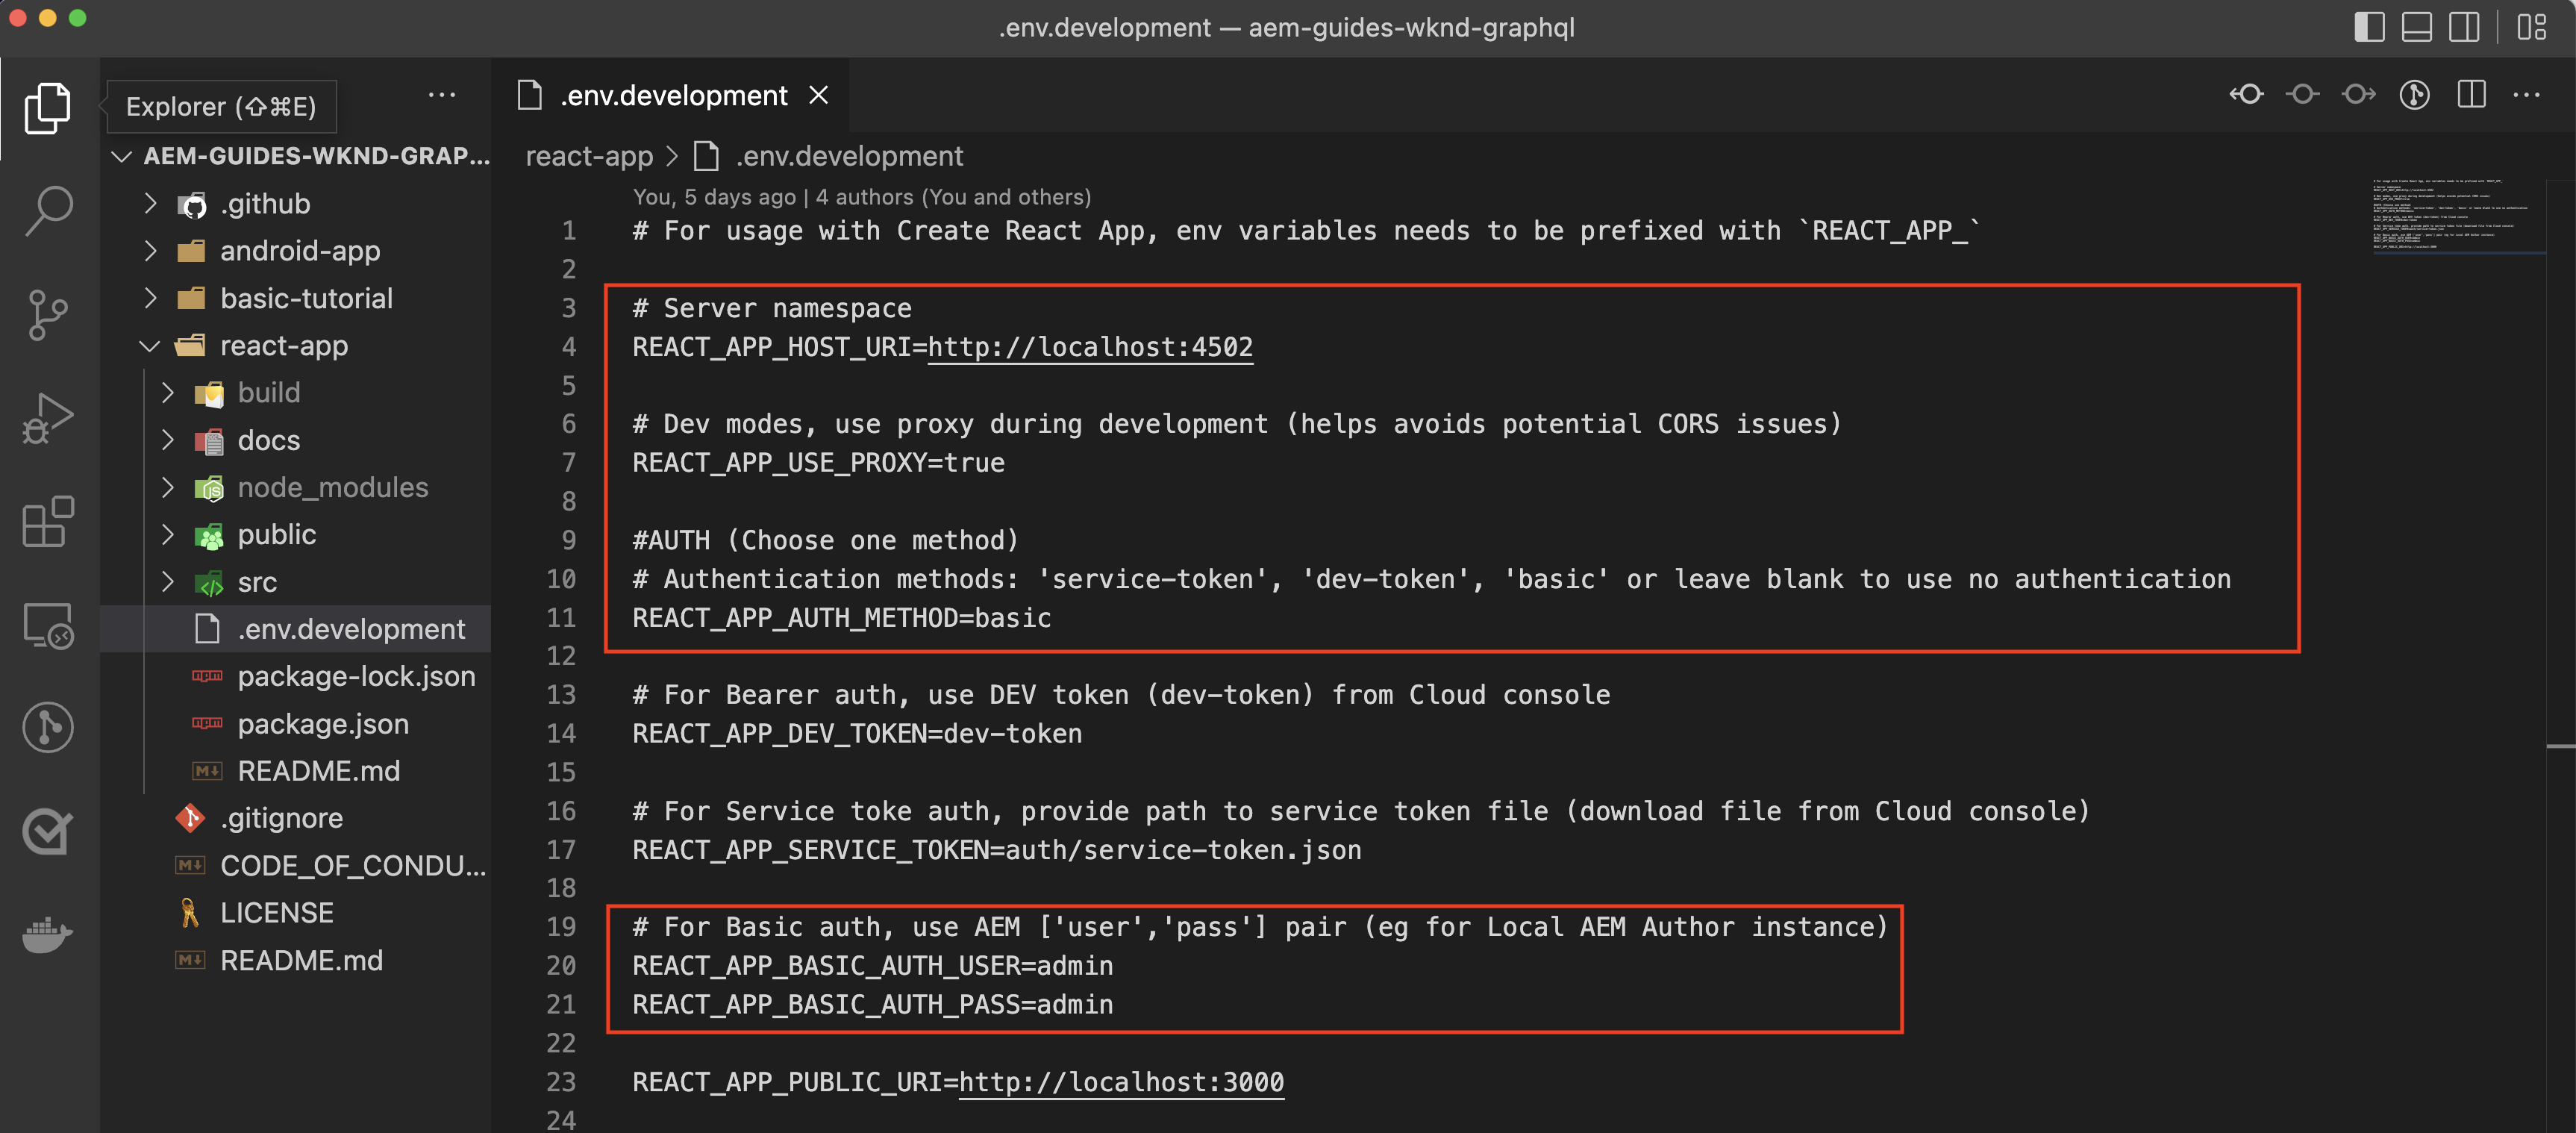 .env.development — aem-guides-wknd-graphql
Explorer (⇧⌘E)
AEM-GUIDES-WKND-GRAP...
.github
android-app
basic-tutorial
react-app
build
docs
node_modules
public
src
.env.development
package-lock.json
package.json
README.md
.gitignore
CODE_OF_CONDU...
LICENSE
README.md
.env.development
react-app > .env.development
You, 5 days ago | 4 authors (You and others)
1 # For usage with Create React App, env variables needs to be prefixed with `REACT_APP_`
2
3 # Server namespace
4 REACT_APP_HOST_URI=http://localhost:4502
5
6 # Dev modes, use proxy during development (helps avoids potential CORS issues)
7 REACT_APP_USE_PROXY=true
8
9 #AUTH (Choose one method)
10 # Authentication methods: 'service-token', 'dev-token', 'basic' or leave blank to use no authentication
11 REACT_APP_AUTH_METHOD=basic
12
13 # For Bearer auth, use DEV token (dev-token) from Cloud console
14 REACT_APP_DEV_TOKEN=dev-token
15
16 # For Service toke auth, provide path to service token file (download file from Cloud console)
17 REACT_APP_SERVICE_TOKEN=auth/service-token.json
18
19 # For Basic auth, use AEM ['user','pass'] pair (eg for Local AEM Author instance)
20 REACT_APP_BASIC_AUTH_USER=admin
21 REACT_APP_BASIC_AUTH_PASS=admin
22
23 REACT_APP_PUBLIC_URI=http://localhost:3000
24